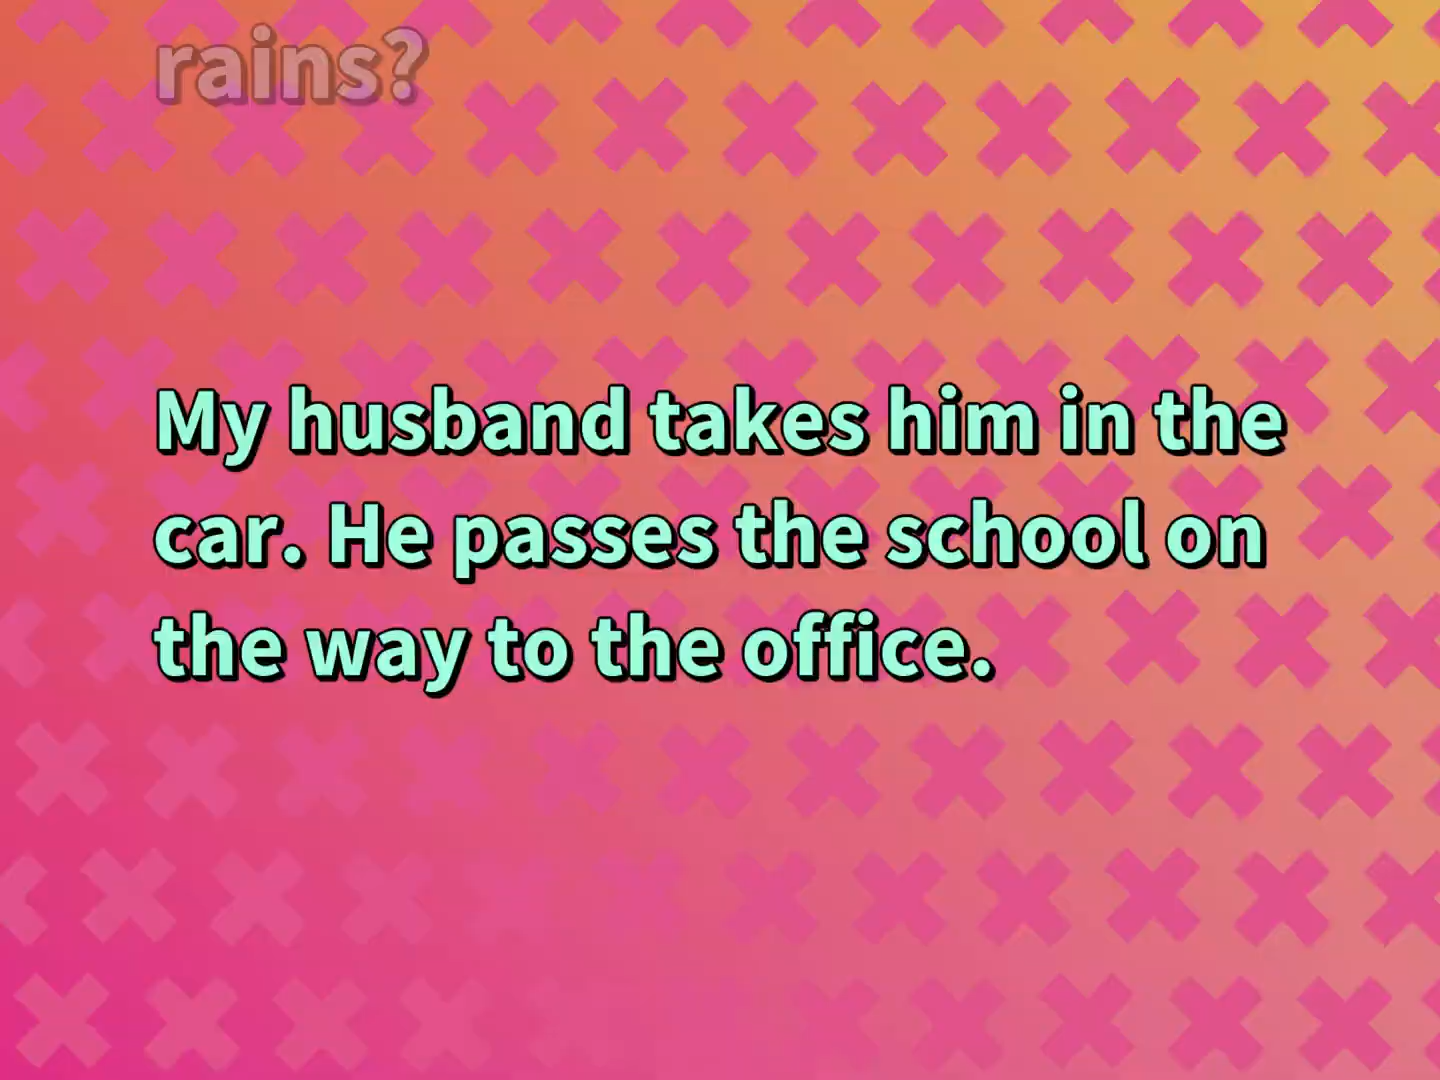 rains?
My husband takes him in the
car. He passes the school on
the way to the office.